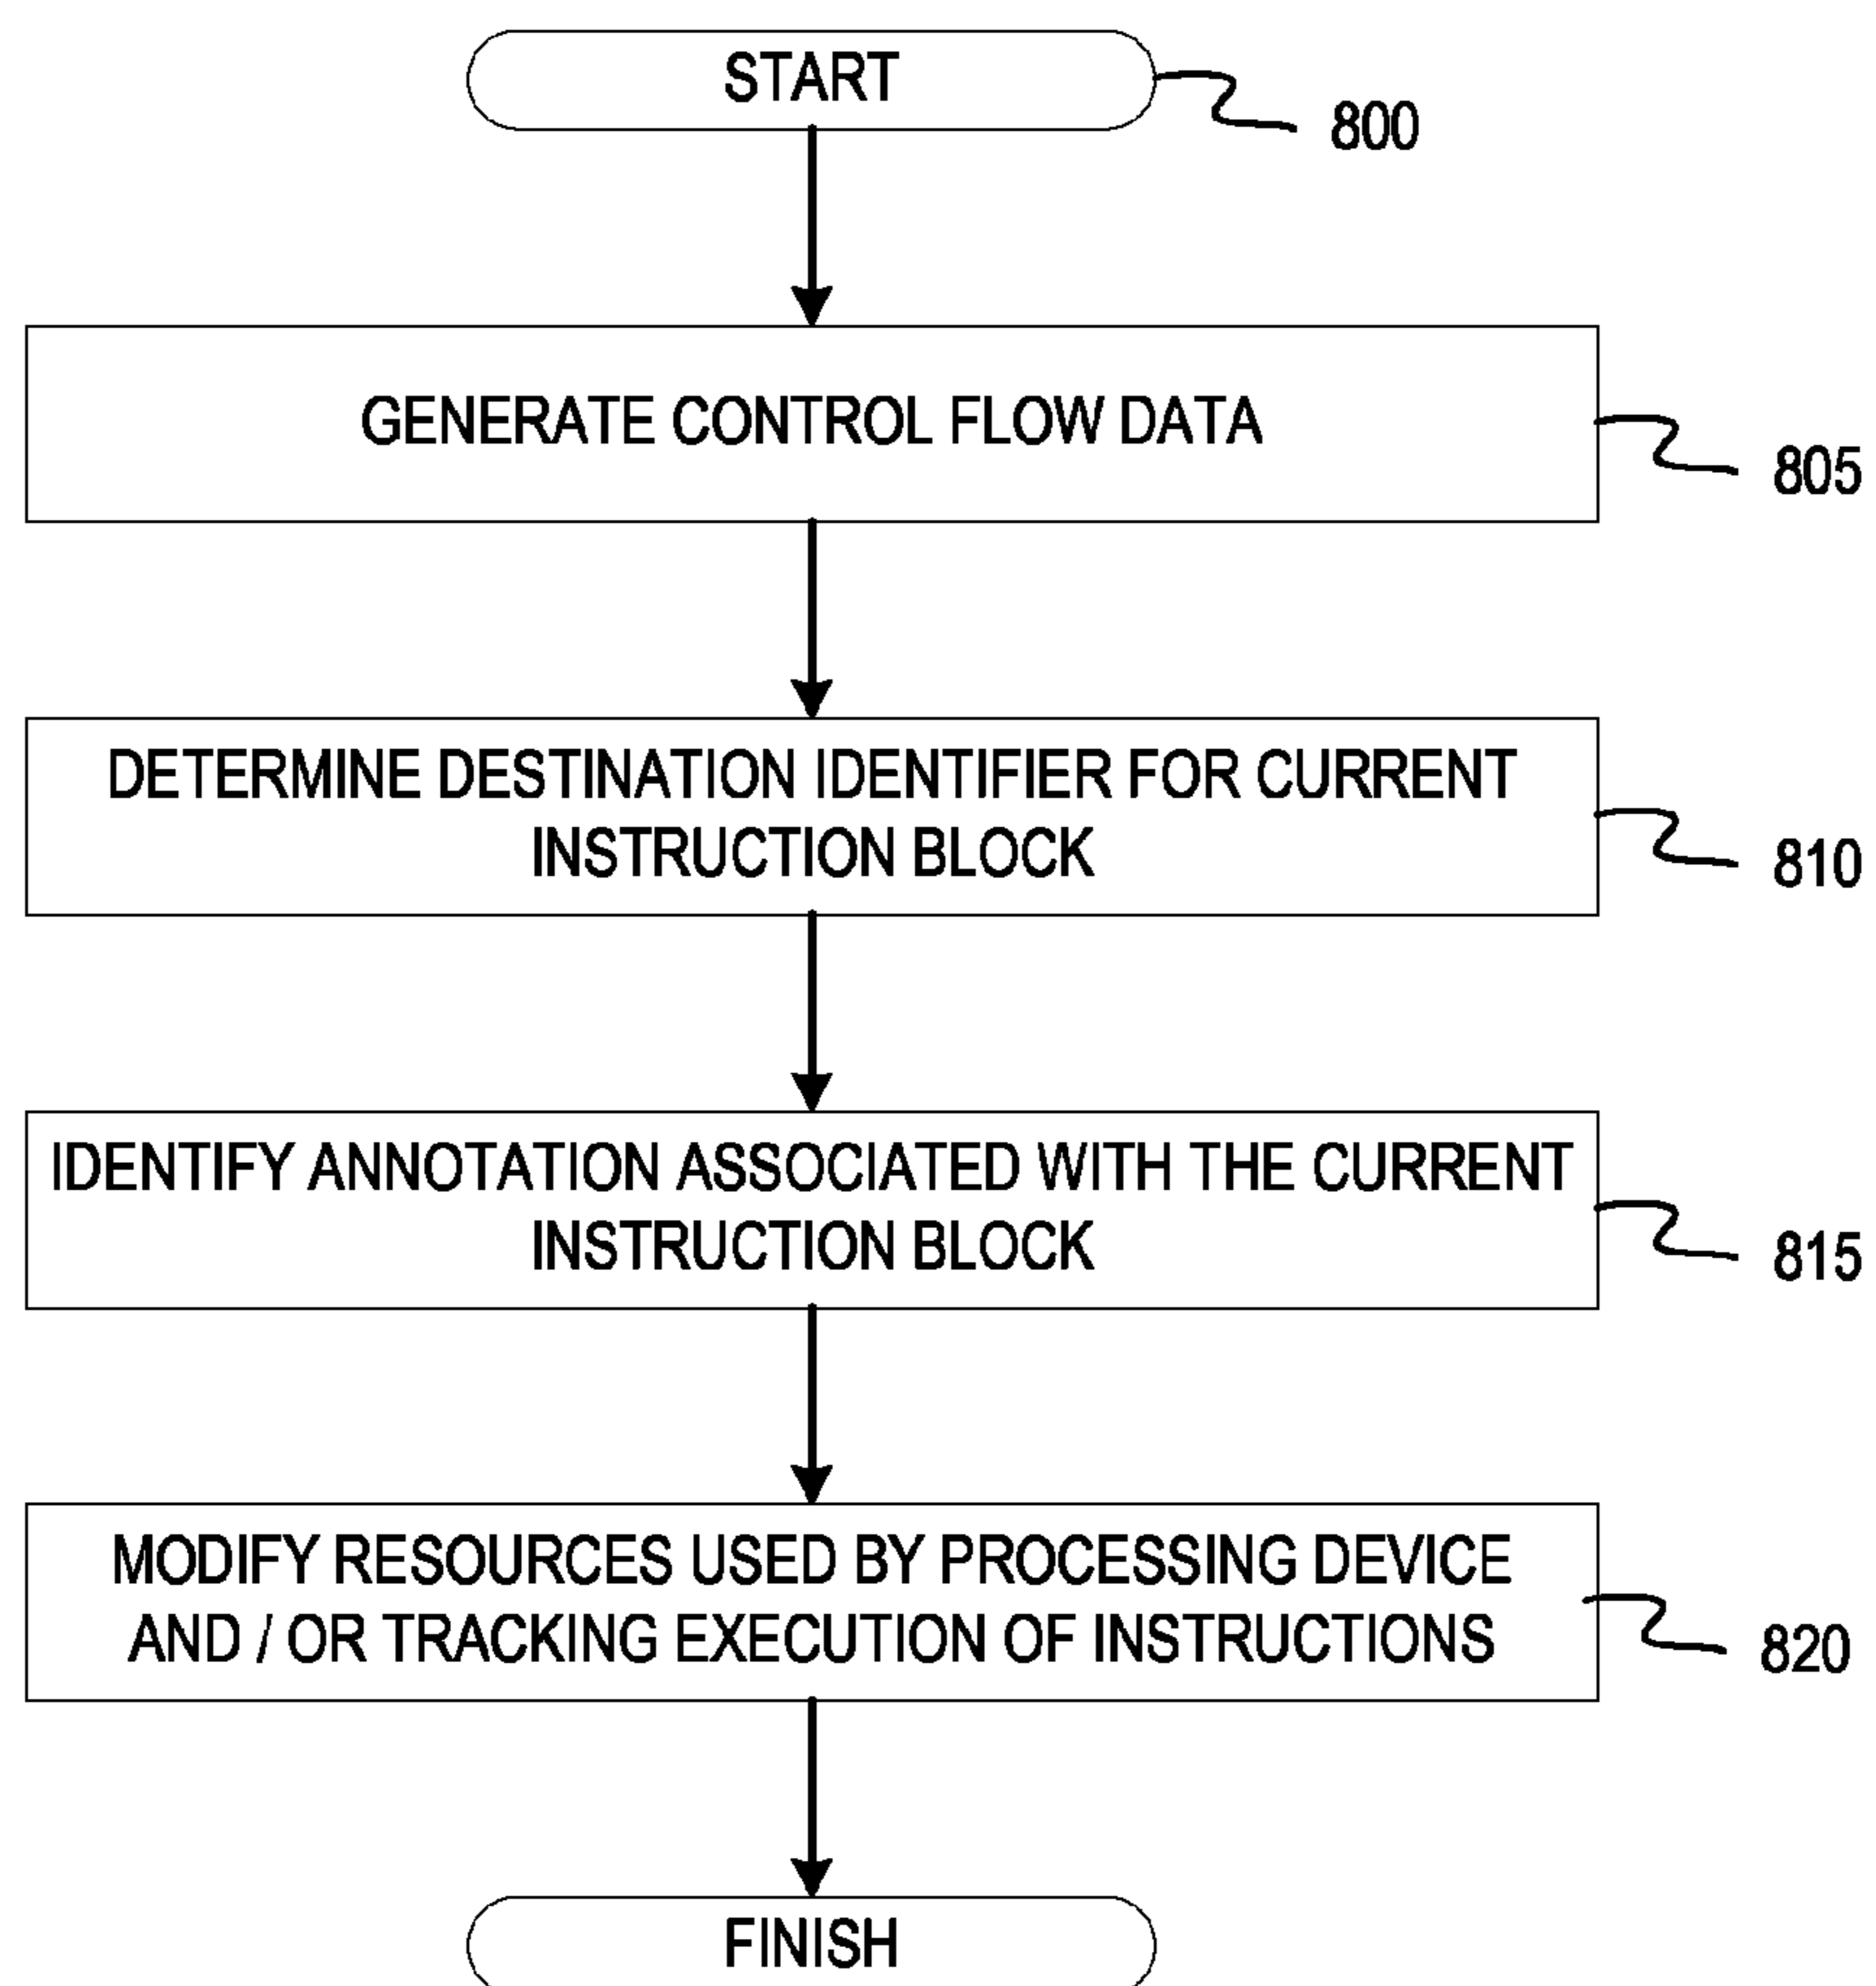 START
800
GENERATE CONTROL FLOW DATA
805
DETERMINE DESTINATION IDENTIFIER FOR CURRENT
INSTRUCTION BLOCK
810
IDENTIFY ANNOTATION ASSOCIATED WITH THE CURRENT
INSTRUCTION BLOCK
815
MODIFY RESOURCES USED BY PROCESSING DEVICE
AND / OR TRACKING EXECUTION OF INSTRUCTIONS
820
FINISH